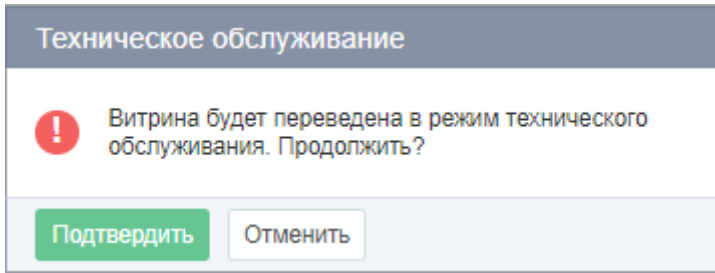 Техническое обслуживание
Витрина будет переведена в режим технического
обслуживания. Продолжить?
Подтвердить
Отменить